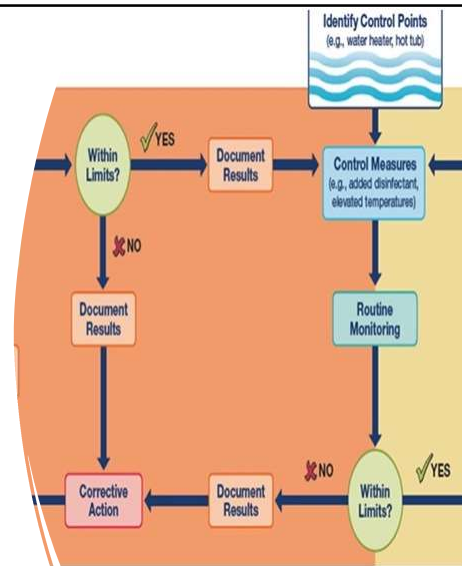 Identify Control Points
(e.g., water heater, hot tub)
Within
Limits?
YES
Document
Results
Control Measures
(e.g., added disinfectant,
elevated temperatures)
NO
Document
Results
Routine
Monitoring
Corrective
Action
Document
Results
NO
Within
Limits?
YES